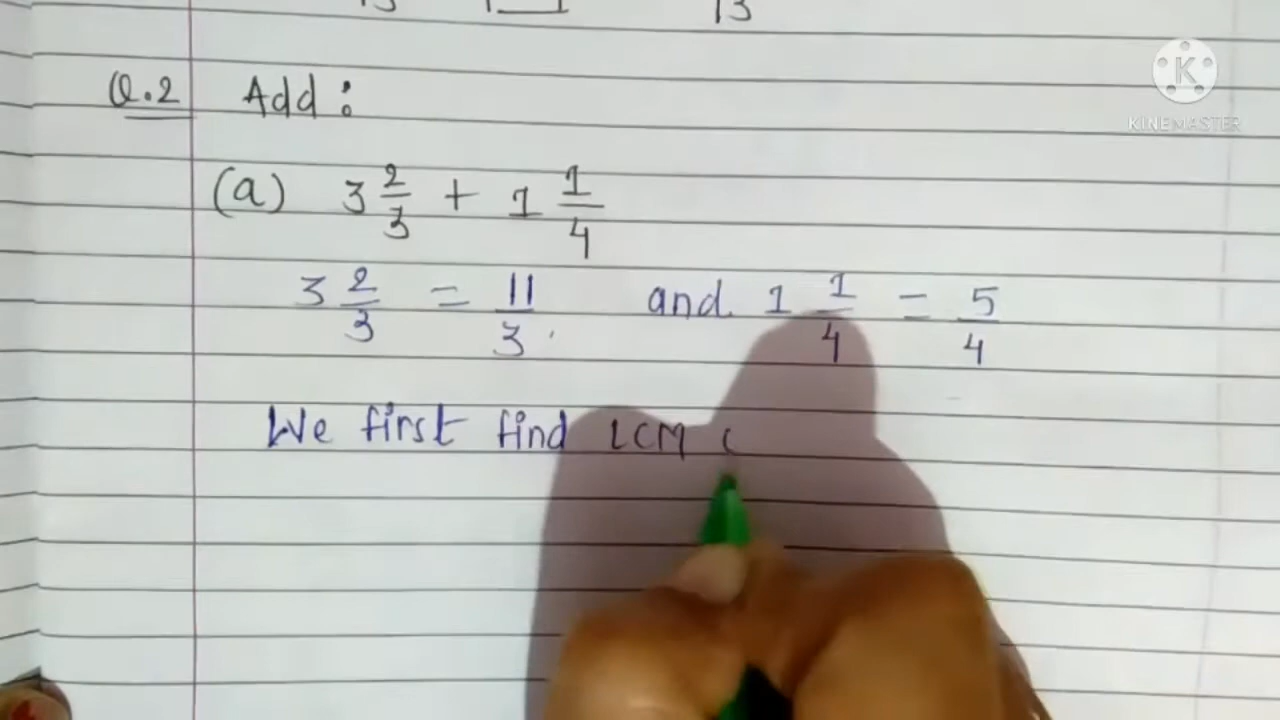 Q.2 Add:
(a) 3 2/3 + 1 1/4
3 2/3 = 11/3. and 1 1/4 = 5/4
We first find LCM
K
KINEMASTER